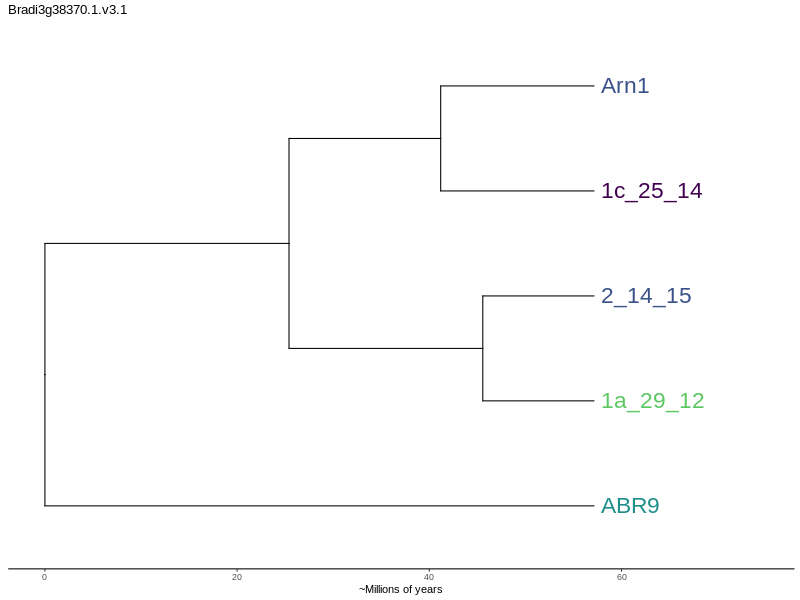 Bradi3g38370.1.v3.1
Arn1
1c_25_14
2_14_15
1a_29_12
ABR9
0 20 40 60
~Millions of years